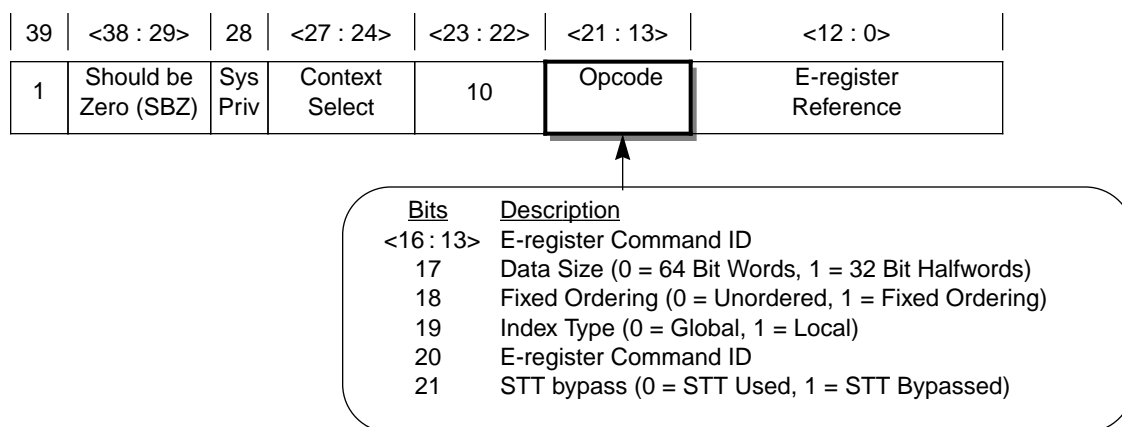 39 <38 : 29> 28 <27 : 24> <23 : 22> <21 : 13> <12 : 0>
1 Should be Zero (SBZ) Sys Priv Context Select 10 Opcode E-register Reference
Bits Description
<16 : 13> E-register Command ID
17 Data Size (0 = 64 Bit Words, 1 = 32 Bit Halfwords)
18 Fixed Ordering (0 = Unordered, 1 = Fixed Ordering)
19 Index Type (0 = Global, 1 = Local)
20 E-register Command ID
21 STT bypass (0 = STT Used, 1 = STT Bypassed)